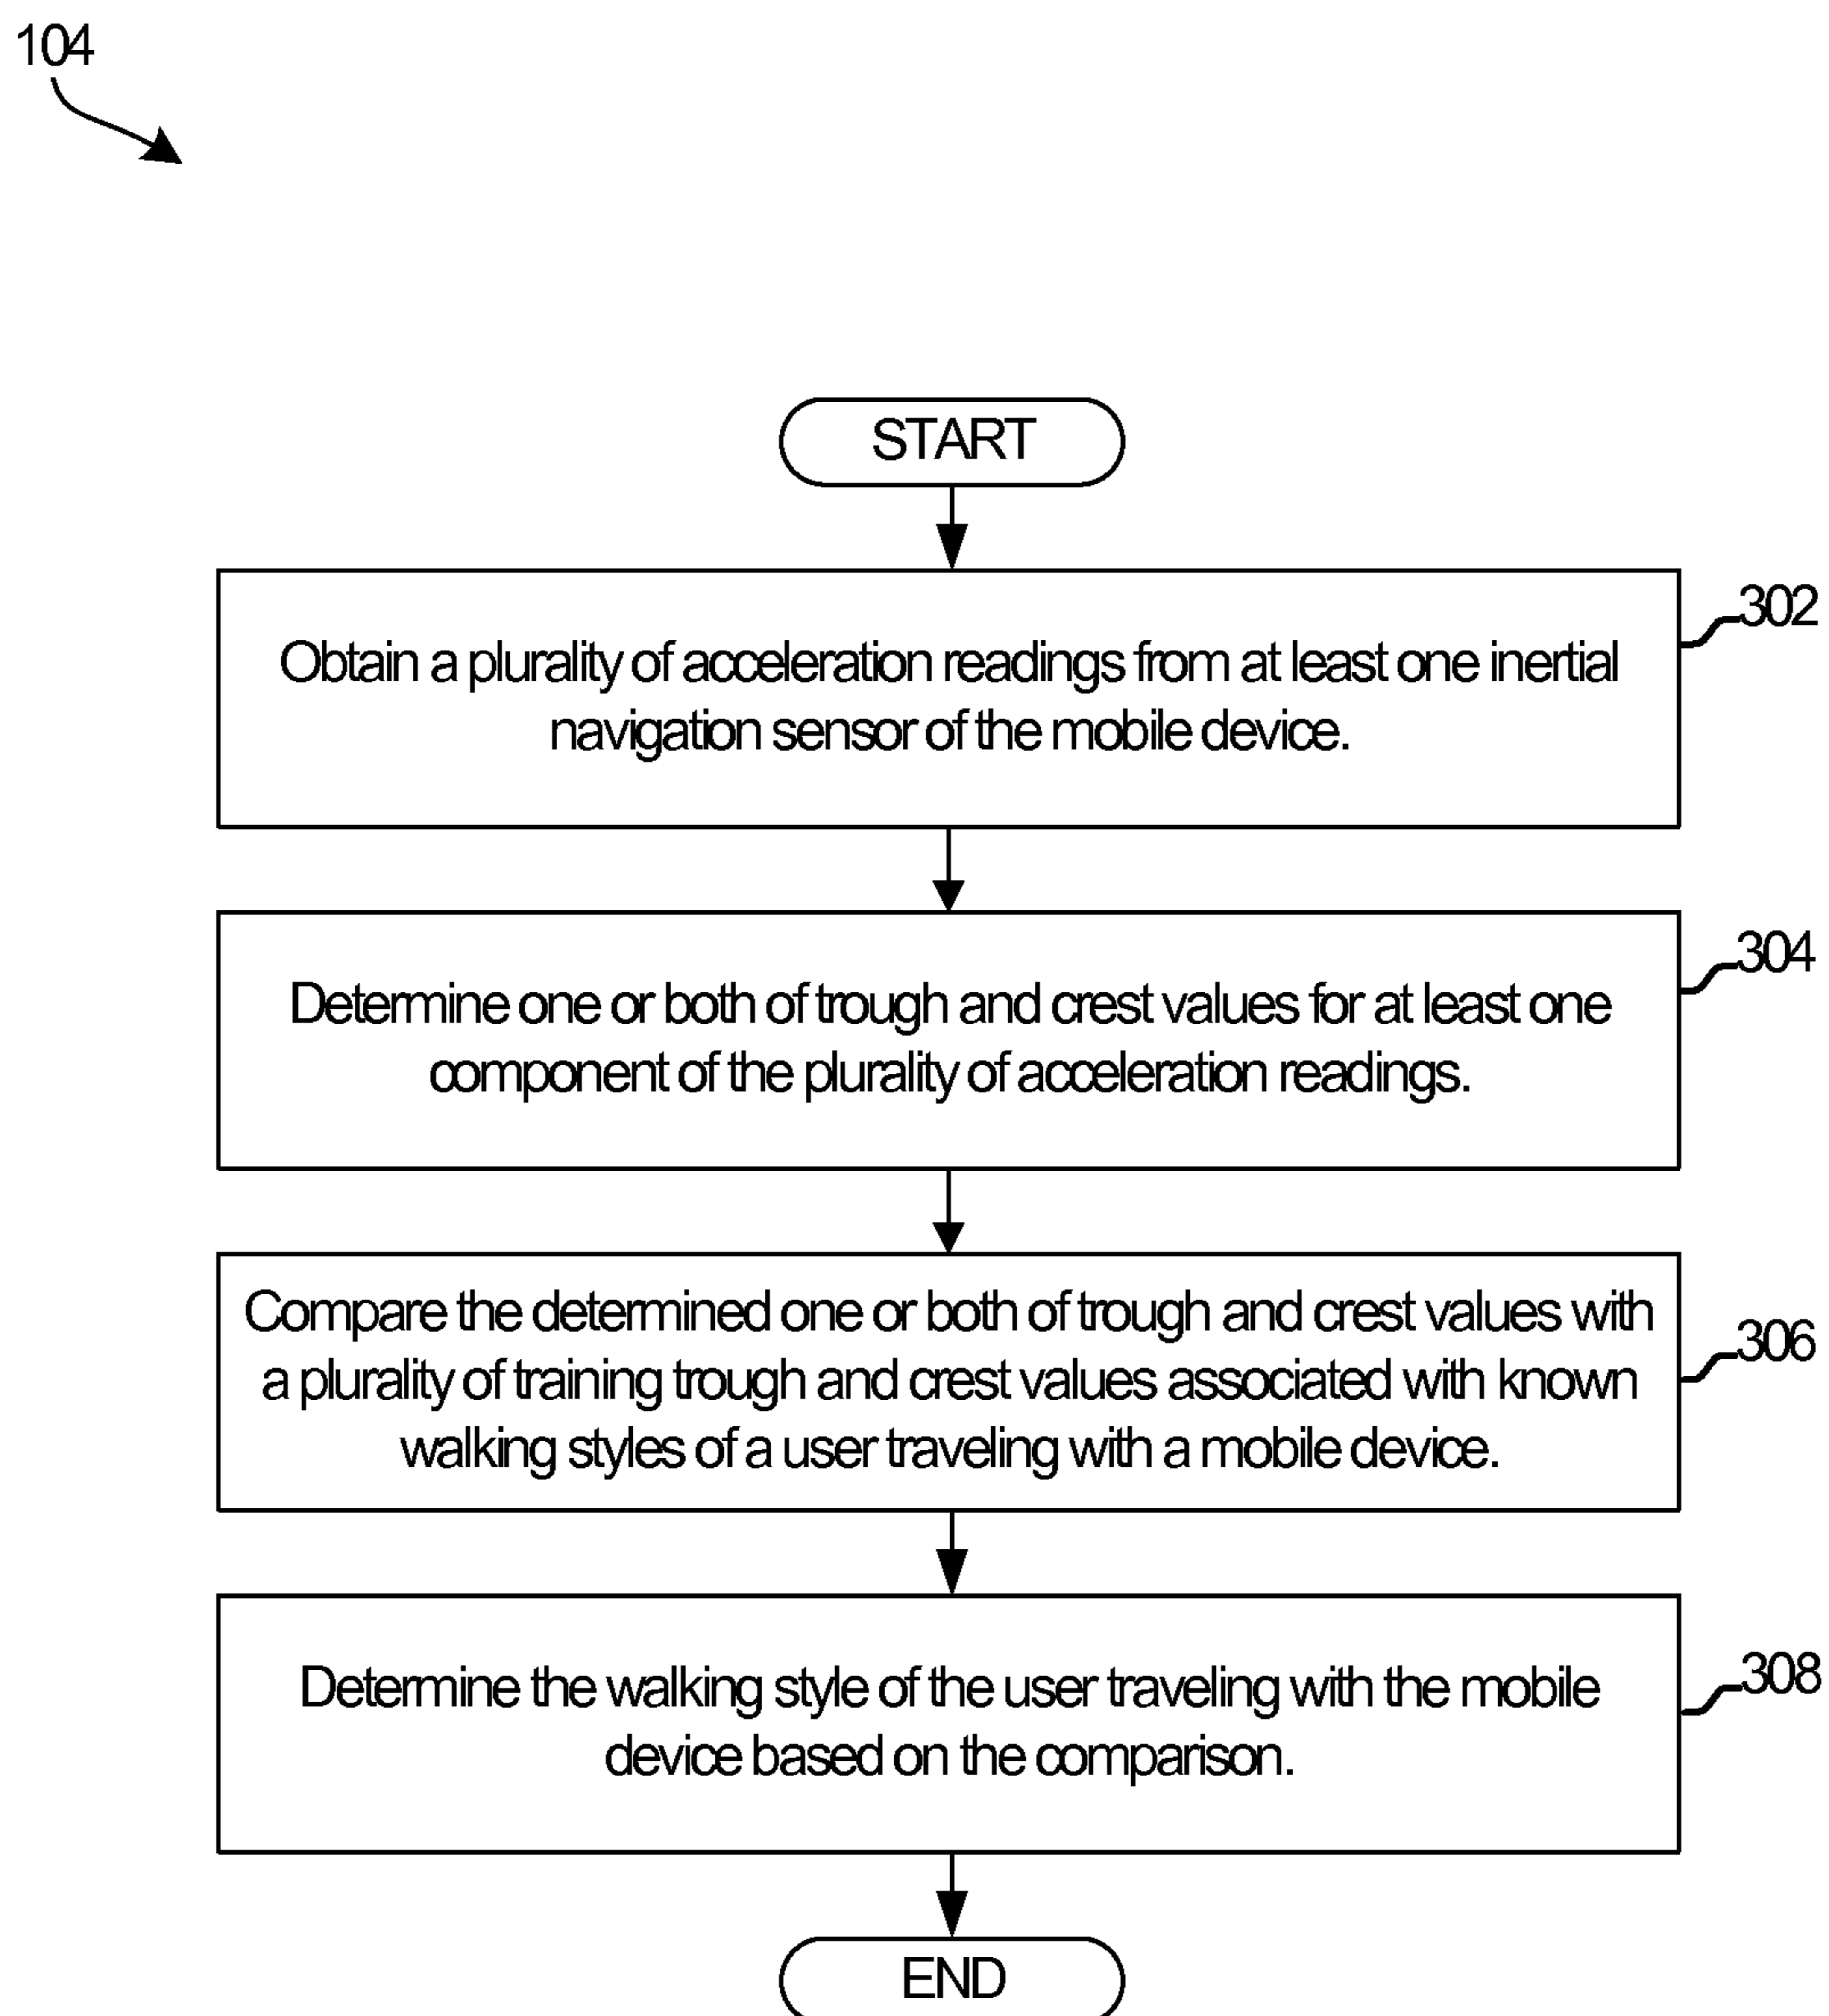 104
START
302
Obtain a plurality of acceleration readings from at least one inertial
navigation sensor of the mobile device.
304
Determine one or both of trough and crest values for at least one
component of the plurality of acceleration readings.
306
Compare the determined one or both of trough and crest values with
a plurality of training trough and crest values associated with known
walking styles of a user traveling with a mobile device.
308
Determine the walking style of the user traveling with the mobile
device based on the comparison.
END